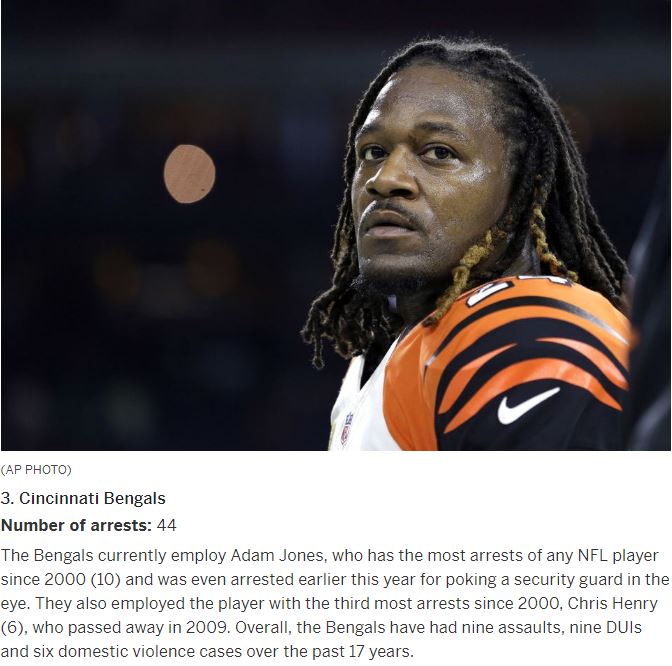 24
(AP PHOTO)
3. Cincinnati Bengals
Number of arrests: 44
The Bengals currently employ Adam Jones, who has the most arrests of any NFL player
since 2000 (10) and was even arrested earlier this year for poking a security guard in the
eye. They also employed the player with the third most arrests since 2000, Chris Henry
(6), who passed away in 2009. Overall, the Bengals have had nine assaults, nine DUIs
and six domestic violence cases over the past 17 years.